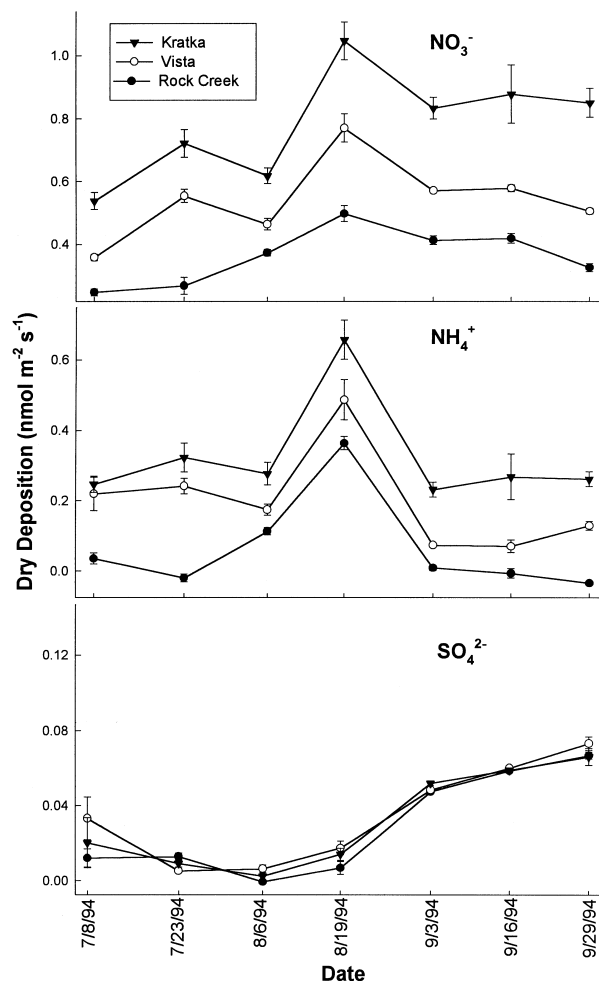 Kratka
Vista
Rock Creek
NO₃⁻
1.0
0.8
0.6
0.4
NH₄⁺
0.6
0.4
0.2
0.0
Dry Deposition (nmol m⁻² s⁻¹)
SO₄²⁻
0.12
0.08
0.04
0.00
7/8/94
7/23/94
8/6/94
8/19/94
9/3/94
9/16/94
9/29/94
Date